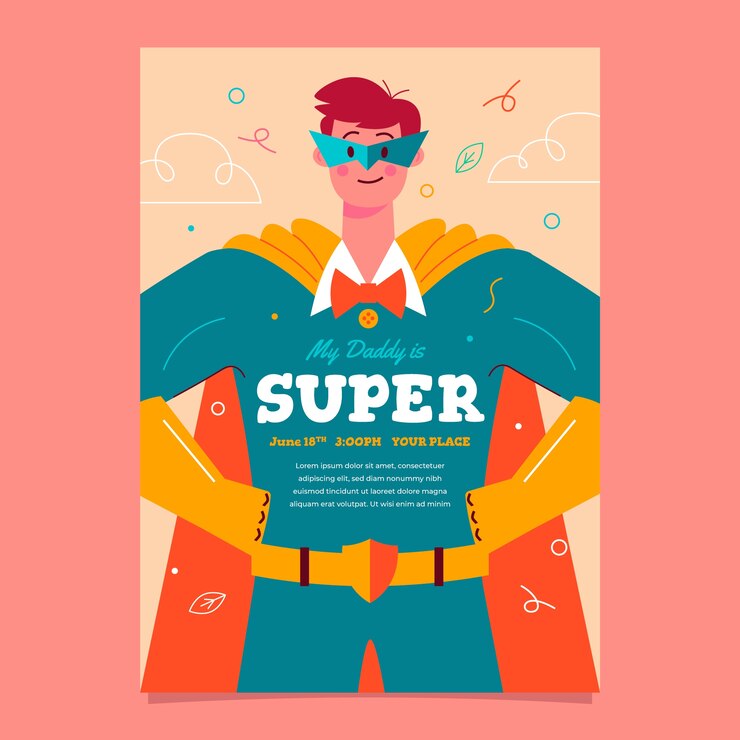 My Daddy is
SUPER
June 18TH 3:00PM YOUR PLACE
Lorem ipsum dolor sit amet, consectetuer
adipiscing elit, sed diam nonummy nibh
euismod tincidunt ut laoreet dolore magna
aliquam erat volutpat. Ut wisi enim ad minim